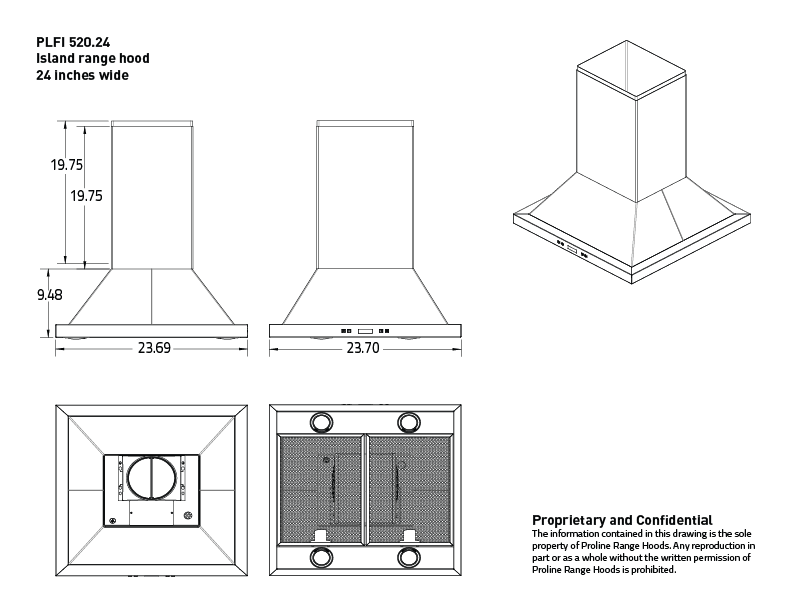 PLFI 520.24
Island range hood
24 inches wide
19.75
19.75
9.48
23.69
23.70
Proprietary and Confidential
The information contained in this drawing is the sole
property of Proline Range Hoods. Any reproduction in
part or as a whole without the written permission of
Proline Range Hoods is prohibited.